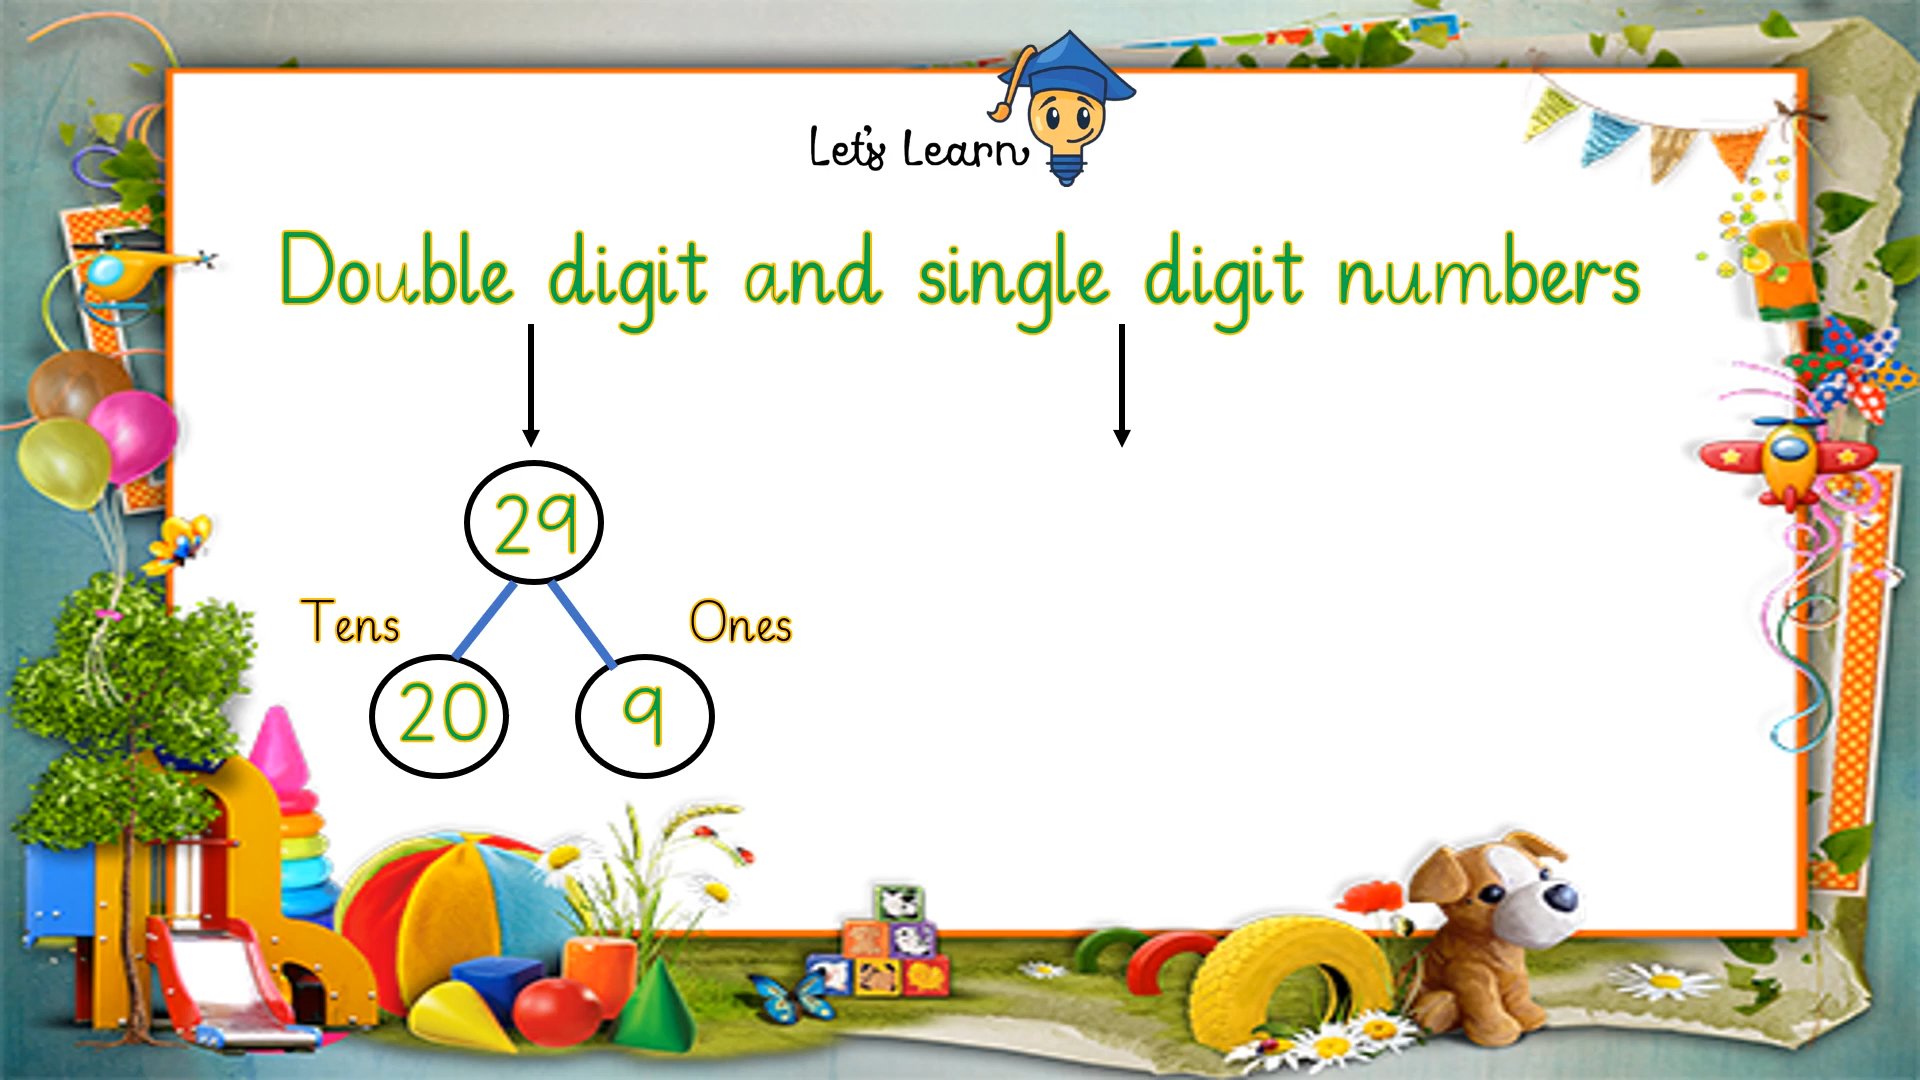 Let's Learn
Double digit and single digit numbers
29
Tens
Ones
20
9